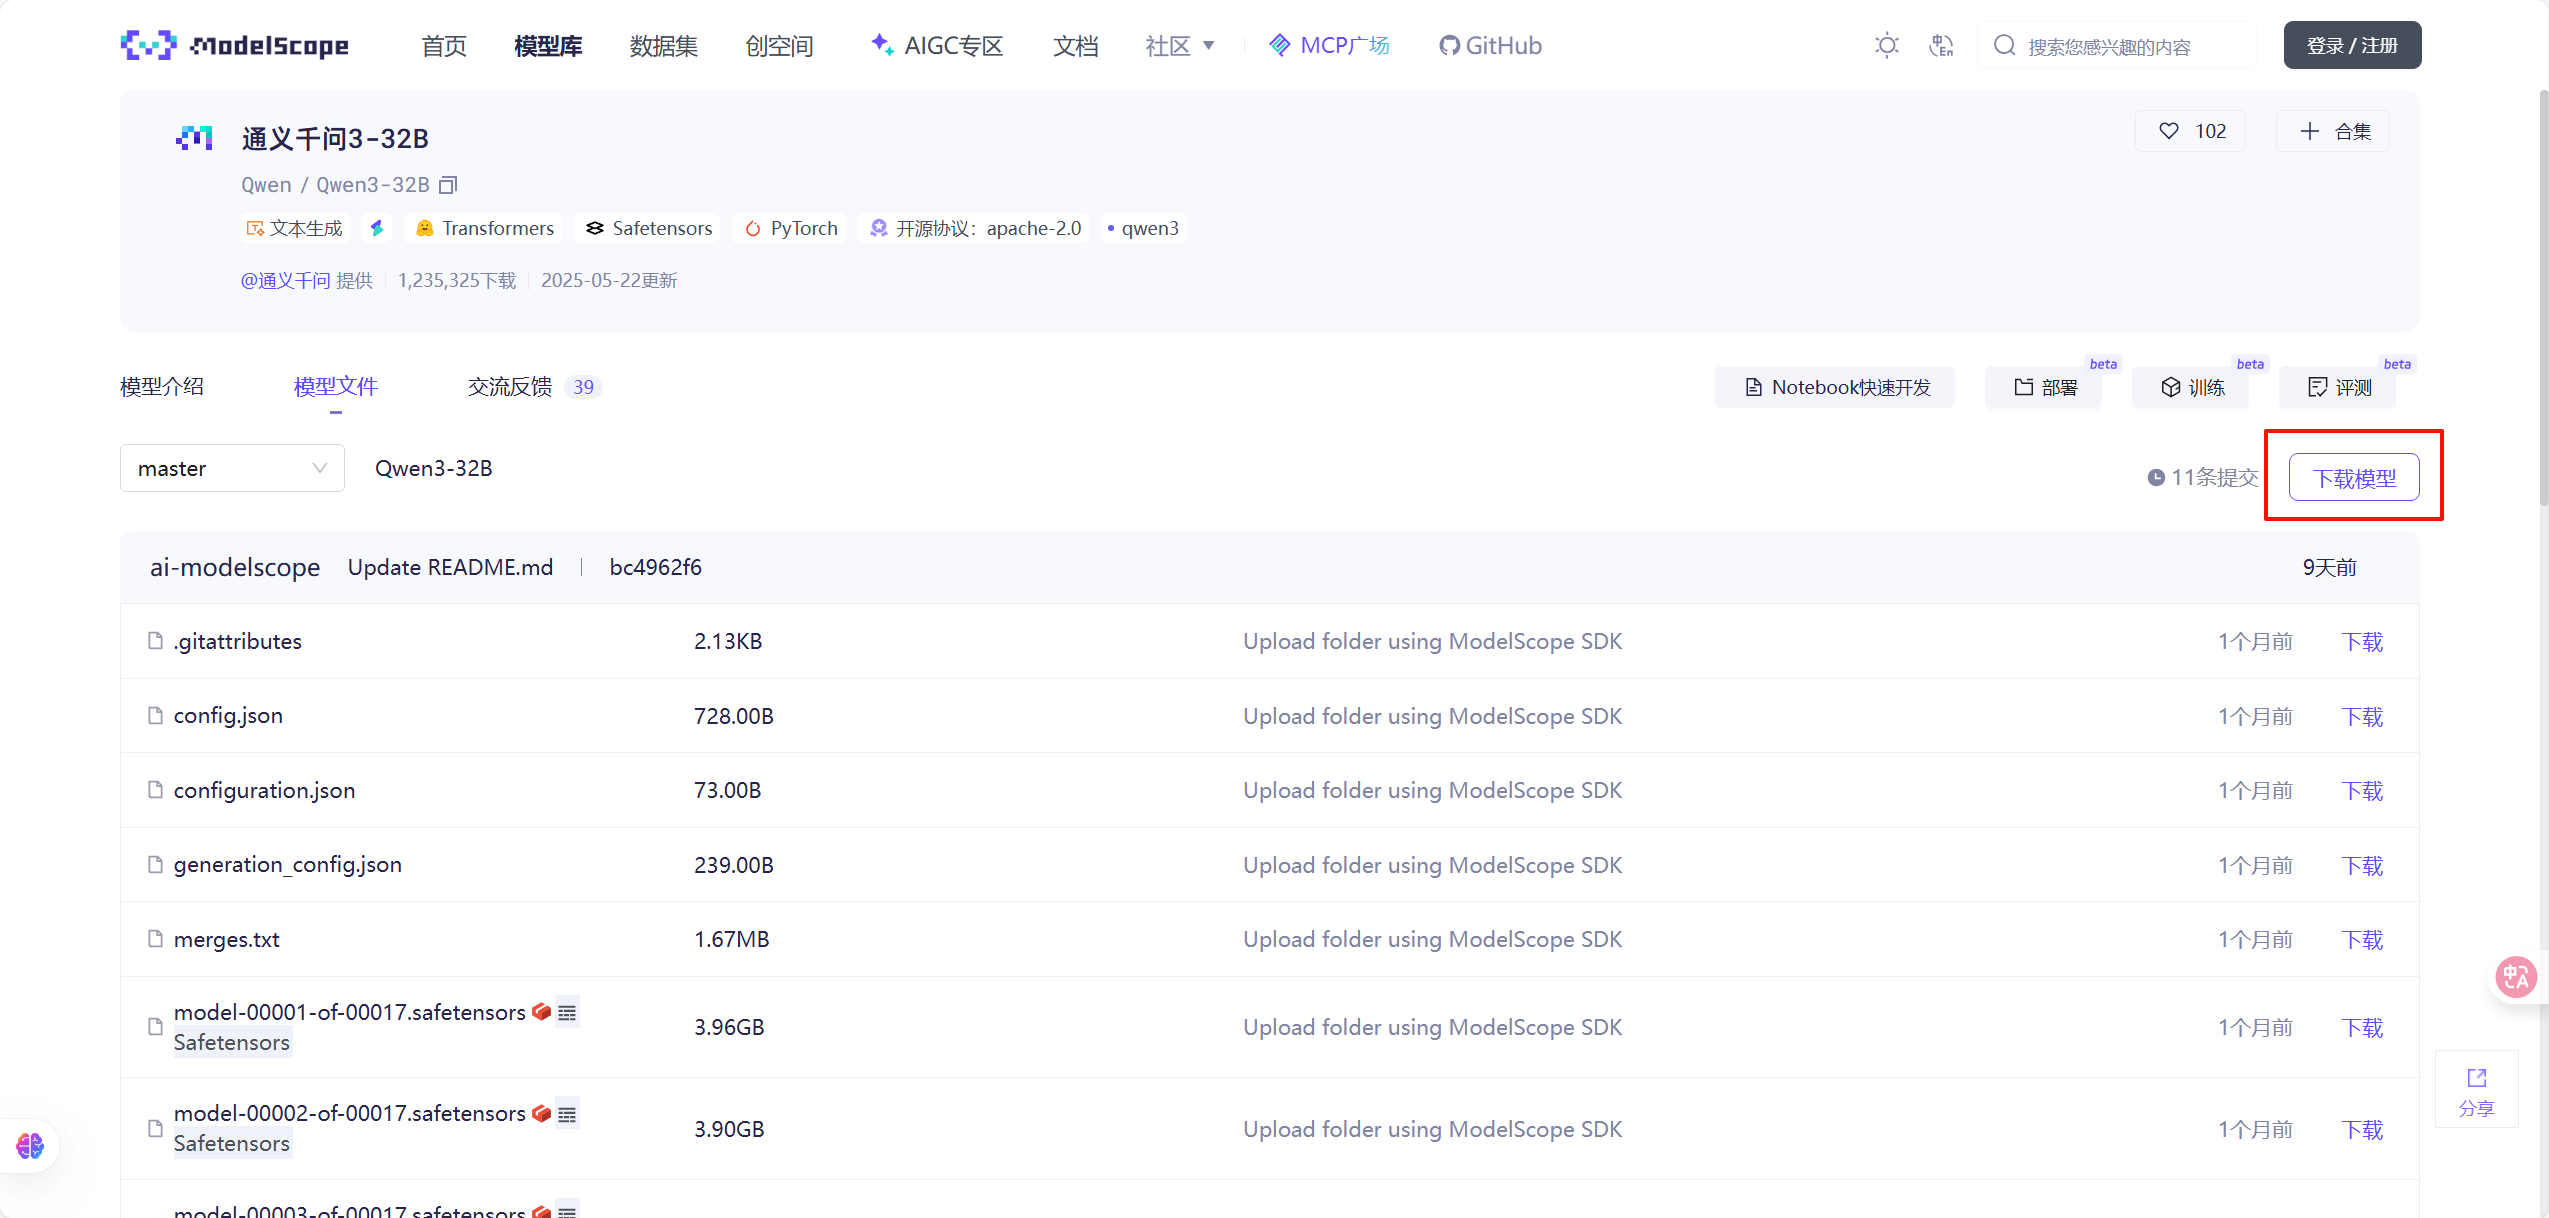 ModelScope 首页 模型库 数据集 创空间 AIGC专区 文档 社区 MCP广场 GitHub 搜索您感兴趣的内容 登录 / 注册
通义千问3-32B 102 合集
Qwen / Qwen3-32B
文本生成 Transformers Safetensors PyTorch 开源协议：apache-2.0 qwen3
@通义千问 提供 1,235,325下载 2025-05-22更新
模型介绍 模型文件 交流反馈 39 Notebook快速开发 部署 beta 训练 beta 评测 beta
master Qwen3-32B 11条提交 下载模型
ai-modelscope Update README.md bc4962f6 9天前
.gitattributes 2.13KB Upload folder using ModelScope SDK 1个月前 下载
config.json 728.00B Upload folder using ModelScope SDK 1个月前 下载
configuration.json 73.00B Upload folder using ModelScope SDK 1个月前 下载
generation_config.json 239.00B Upload folder using ModelScope SDK 1个月前 下载
merges.txt 1.67MB Upload folder using ModelScope SDK 1个月前 下载
model-00001-of-00017.safetensors 3.96GB Upload folder using ModelScope SDK 1个月前 下载
Safetensors
model-00002-of-00017.safetensors 3.90GB Upload folder using ModelScope SDK 1个月前 下载
Safetensors
分享
model-00003-of-00017.safetensors